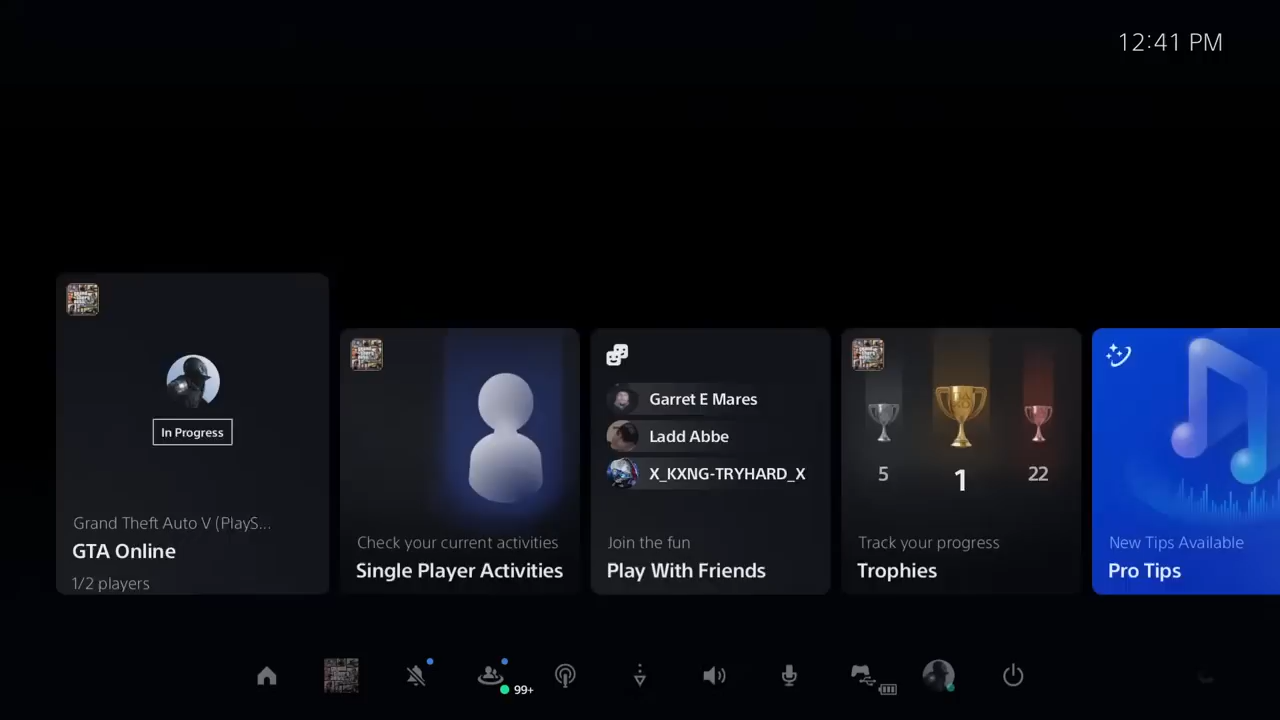 12:41 PM
In Progress
Grand Theft Auto V (PlayS...
GTA Online
1/2 players
Check your current activities
Single Player Activities
Garret E Mares
Ladd Abbe
X_KXNG-TRYHARD_X
Join the fun
Play With Friends
5
1
22
Track your progress
Trophies
New Tips Available
Pro Tips
99+